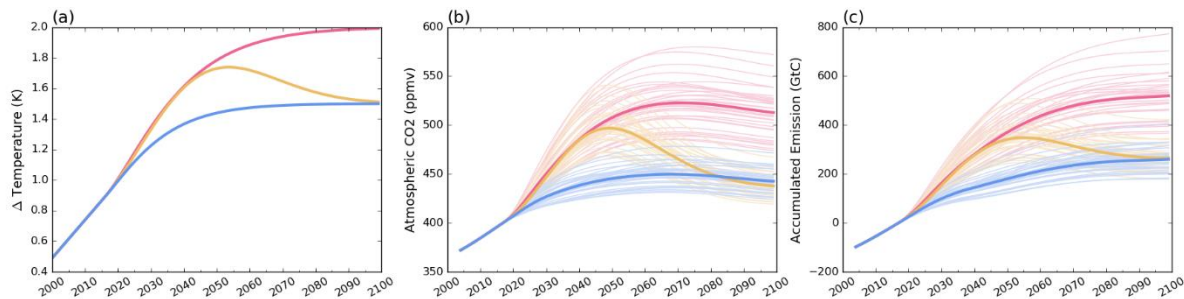 (a)
Δ Temperature (K)
2.0
1.8
1.6
1.4
1.2
1.0
0.8
0.6
0.4
2000 2010 2020 2030 2040 2050 2060 2070 2080 2090 2100
(b)
Atmospheric CO2 (ppmv)
600
550
500
450
400
350
2000 2010 2020 2030 2040 2050 2060 2070 2080 2090 2100
(c)
Accumulated Emission (GtC)
800
600
400
200
0
−200
2000 2010 2020 2030 2040 2050 2060 2070 2080 2090 2100